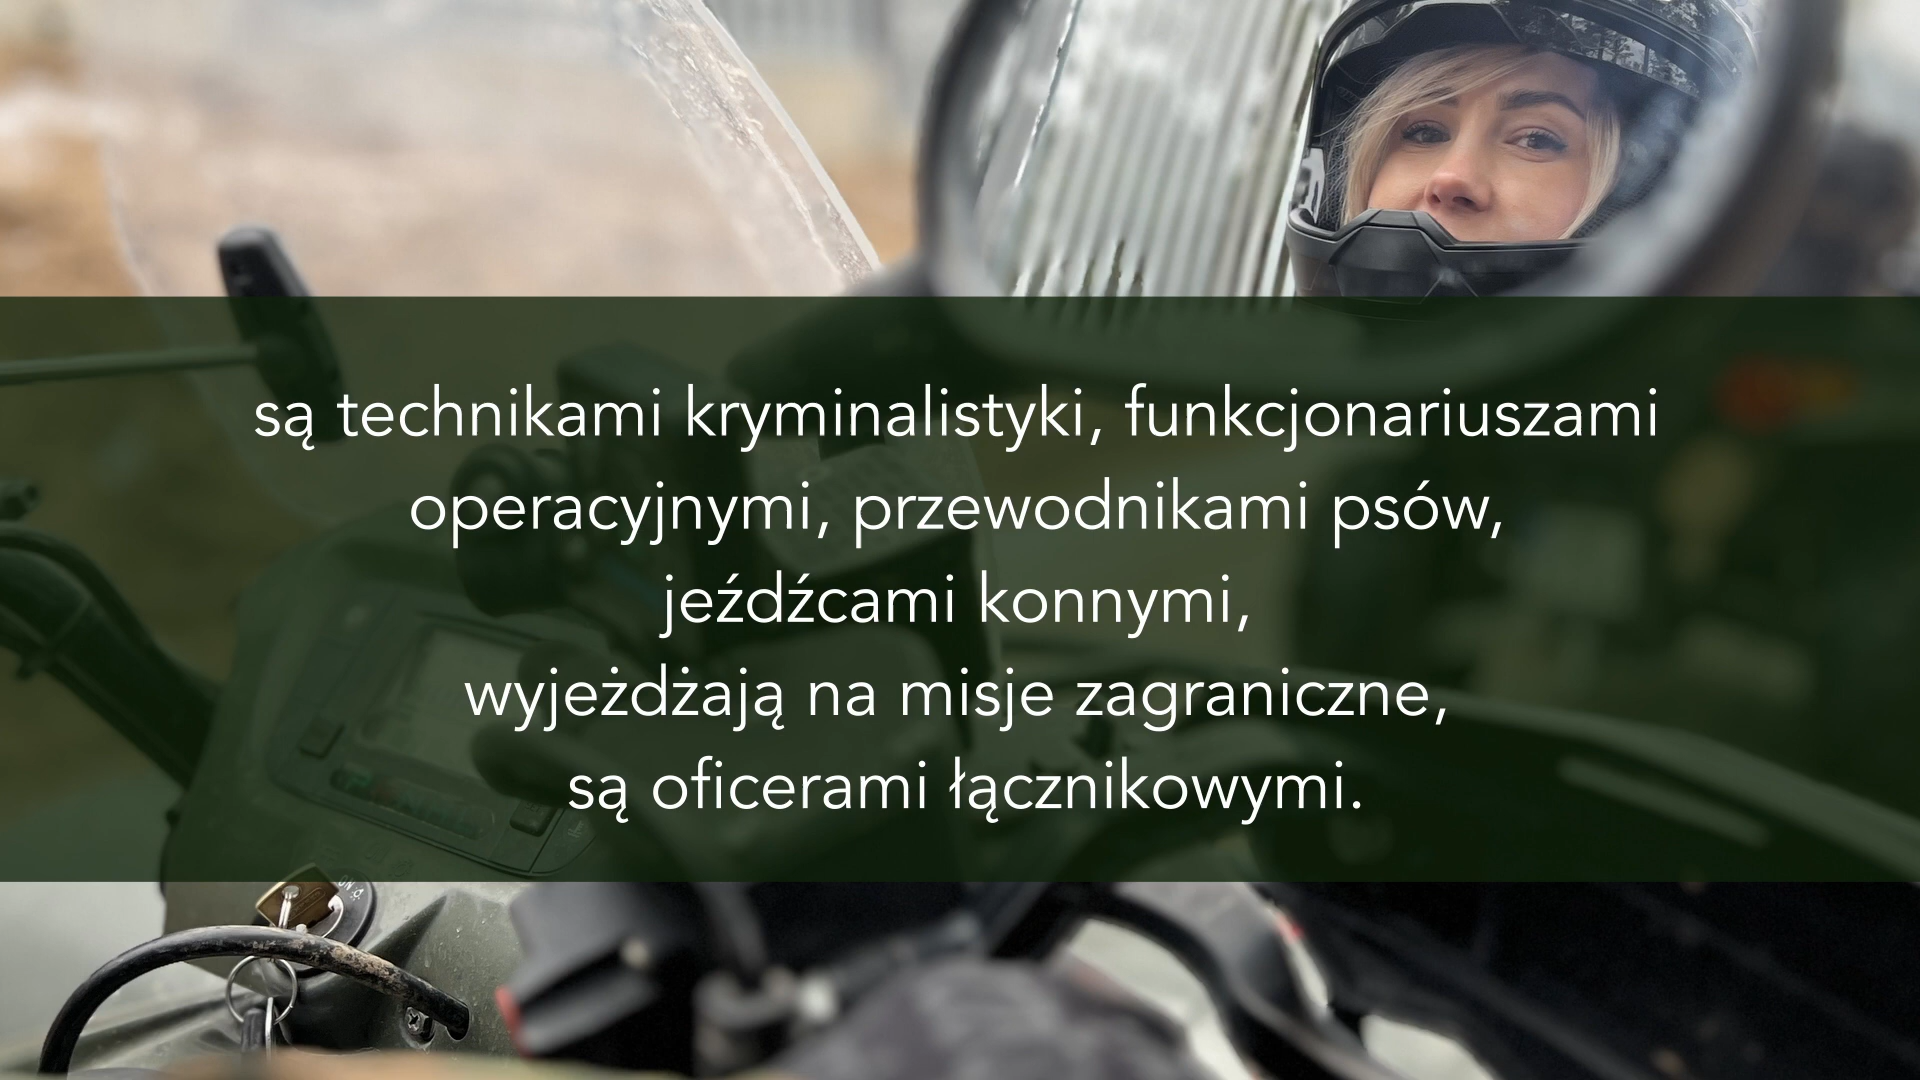 są technikami kryminalistyki, funkcjonariuszami
operacyjnymi, przewodnikami psów,
jeźdźcami konnymi,
wyjeżdżają na misje zagraniczne,
są oficerami łącznikowymi.